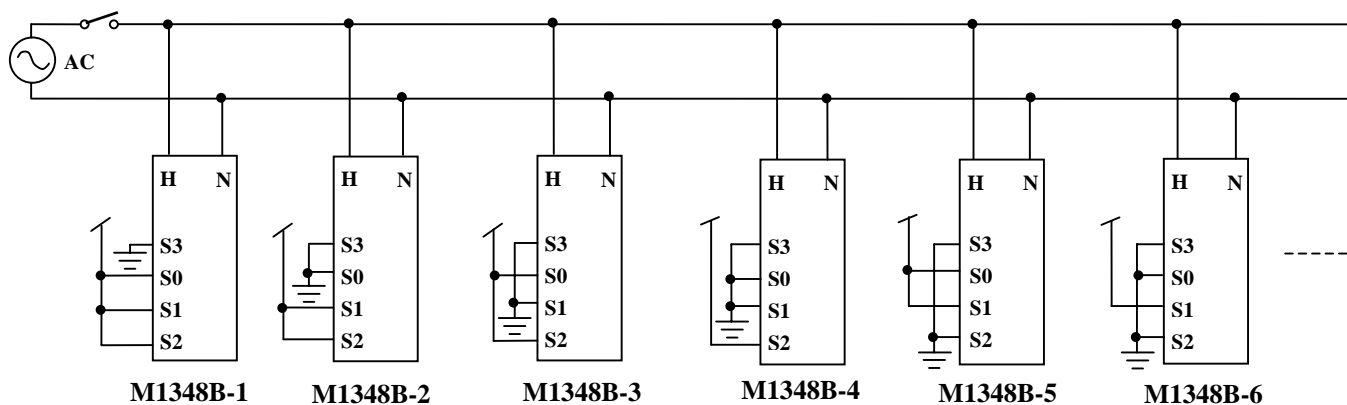 AC
H N
H N
H N
H N
H N
H N
S3
S0
S1
S2
S3
S0
S1
S2
S3
S0
S1
S2
S3
S0
S1
S2
S3
S0
S1
S2
S3
S0
S1
S2
M1348B-1
M1348B-2
M1348B-3
M1348B-4
M1348B-5
M1348B-6